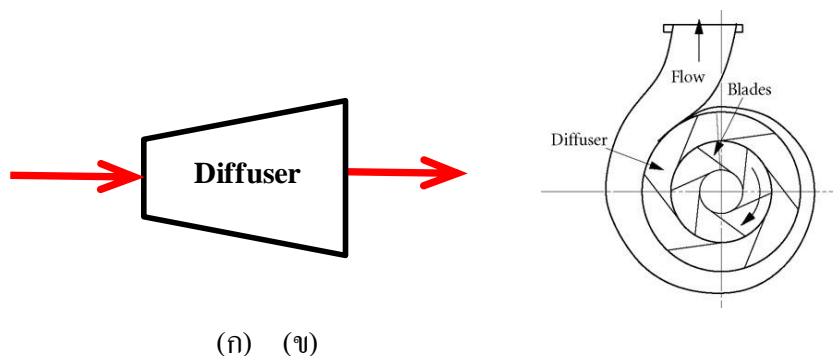 Diffuser
Flow
Blades
Diffuser
(ก) (ข)